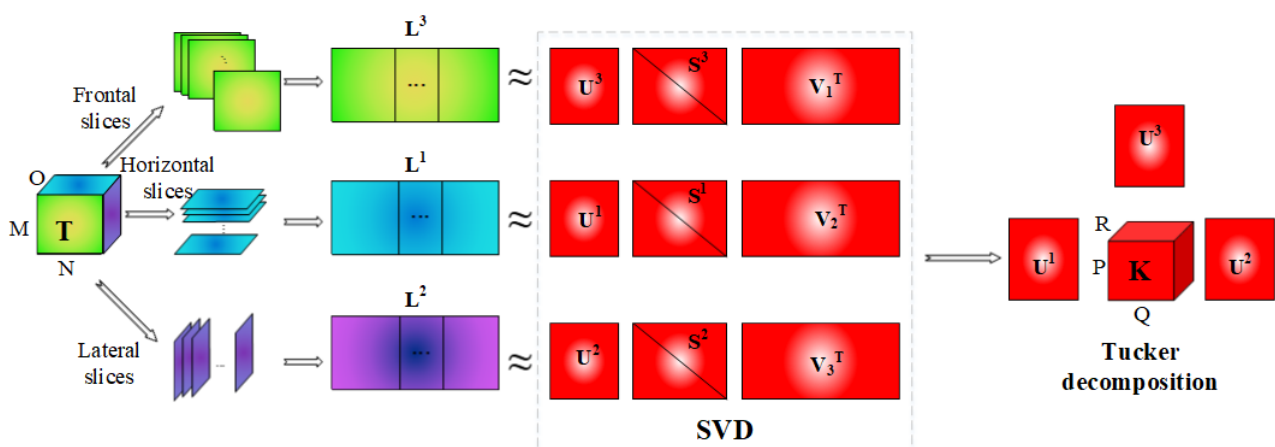 L³
U³ S³ V₁ᵀ
...
≈
Frontal
slices
O
M
T
N
Horizontal
slices
L¹
...
≈
U¹ S¹ V₂ᵀ
Lateral
slices
...
L²
...
≈
U² S² V₃ᵀ
SVD
U³
U¹
R
P
K
Q
U²
Tucker
decomposition